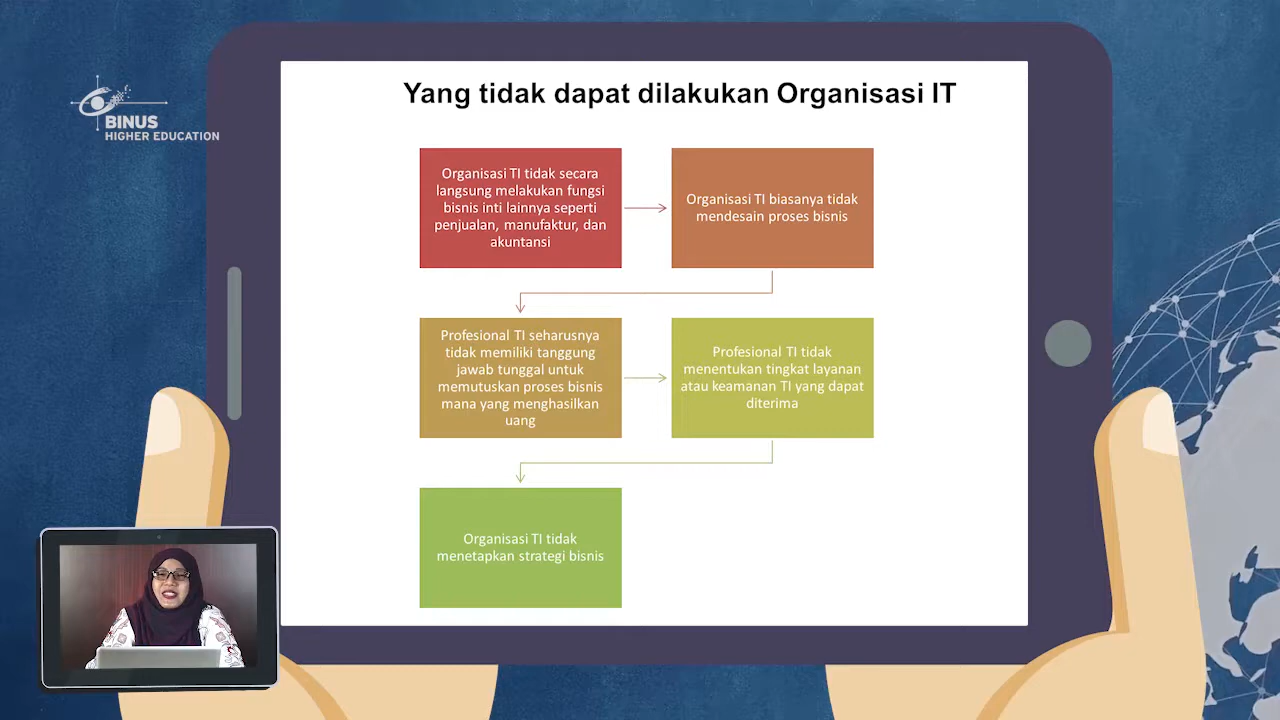 Yang tidak dapat dilakukan Organisasi IT
BINUS
HIGHER EDUCATION
Organisasi TI tidak secara
langsung melakukan fungsi
bisnis inti lainnya seperti
penjualan, manufaktur, dan
akuntansi
Organisasi TI biasanya tidak
mendesain proses bisnis
Profesional TI seharusnya
tidak memiliki tanggung
jawab tunggal untuk
memutuskan proses bisnis
mana yang menghasilkan
uang
Profesional TI tidak
menentukan tingkat layanan
atau keamanan TI yang dapat
diterima
Organisasi TI tidak
menetapkan strategi bisnis